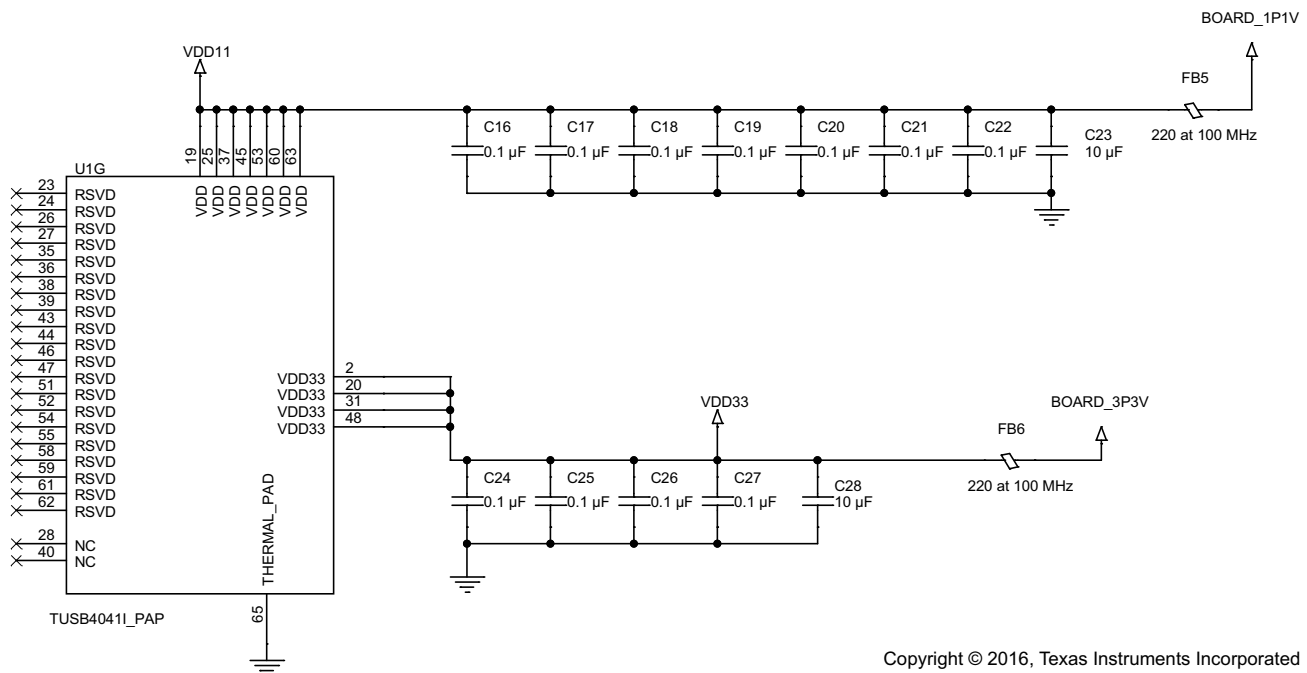 BOARD_1P1V
VDD11
FB5
220 at 100 MHz
C16
0.1 µF
C17
0.1 µF
C18
0.1 µF
C19
0.1 µF
C20
0.1 µF
C21
0.1 µF
C22
0.1 µF
C23
10 µF
19
25
37
45
53
60
63
U1G
VDD
VDD
VDD
VDD
VDD
VDD
VDD
23 RSVD
24 RSVD
26 RSVD
27 RSVD
35 RSVD
36 RSVD
38 RSVD
39 RSVD
43 RSVD
44 RSVD
46 RSVD
47 RSVD
51 RSVD
52 RSVD
54 RSVD
55 RSVD
58 RSVD
59 RSVD
61 RSVD
62 RSVD
28 NC
40 NC
VDD33 2
VDD33 20
VDD33 31
VDD33 48
VDD33
BOARD_3P3V
FB6
220 at 100 MHz
C24
0.1 µF
C25
0.1 µF
C26
0.1 µF
C27
0.1 µF
C28
10 µF
THERMAL_PAD
65
TUSB4041I_PAP
Copyright © 2016, Texas Instruments Incorporated